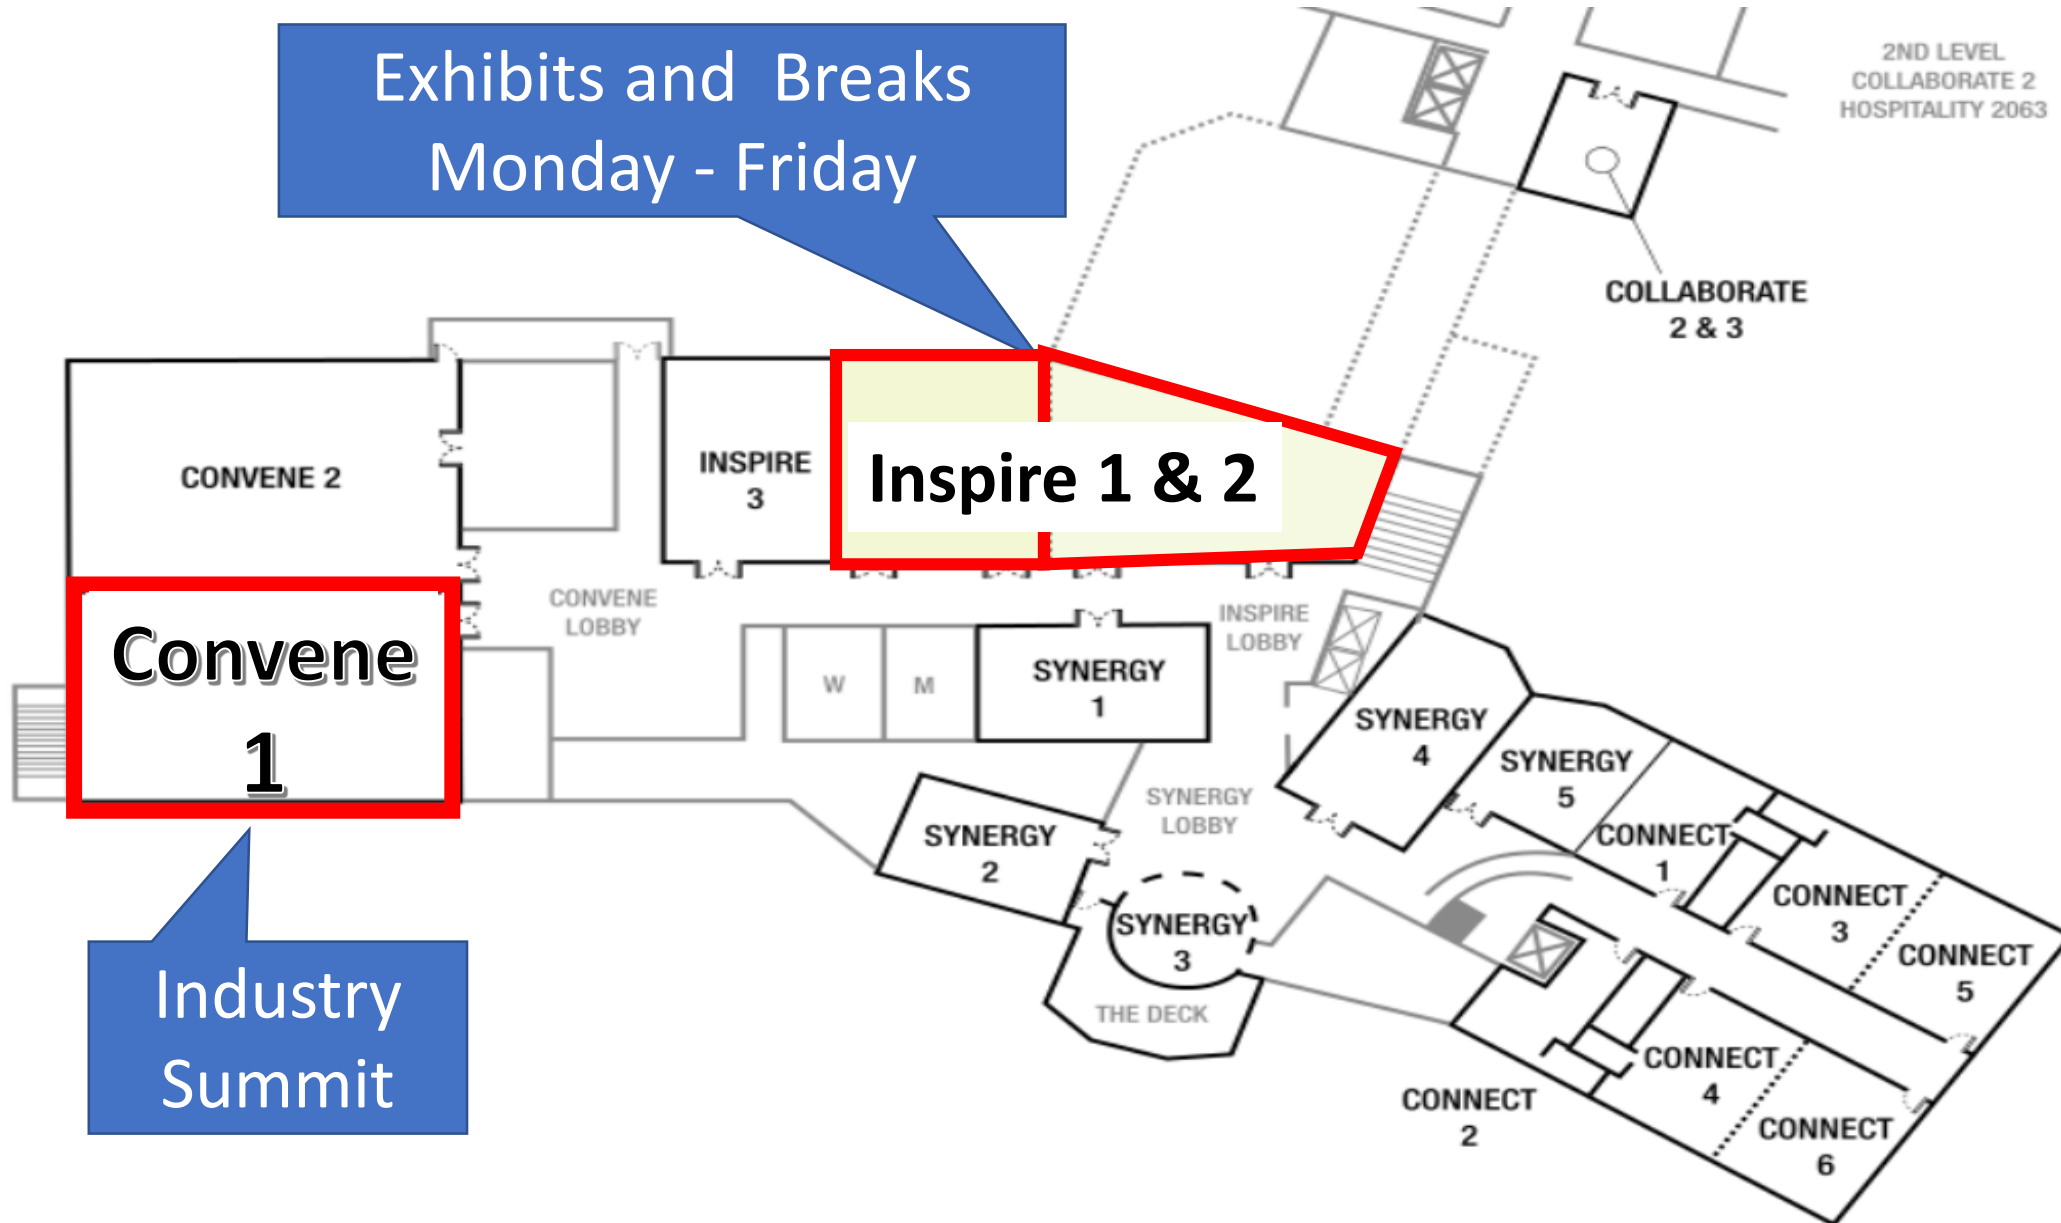 Exhibits and  Breaks
Monday - Friday
2ND LEVEL
COLLABORATE 2
HOSPITALITY 2063
COLLABORATE
2 & 3
CONVENE 2
INSPIRE
3
Inspire 1 & 2
CONVENE
LOBBY
INSPIRE
LOBBY
Convene
1
W
M
SYNERGY
1
SYNERGY
4
SYNERGY
5
SYNERGY
LOBBY
SYNERGY
2
CONNECT
1
SYNERGY
3
CONNECT
3
CONNECT
5
THE DECK
Industry
Summit
CONNECT
4
CONNECT
2
CONNECT
6